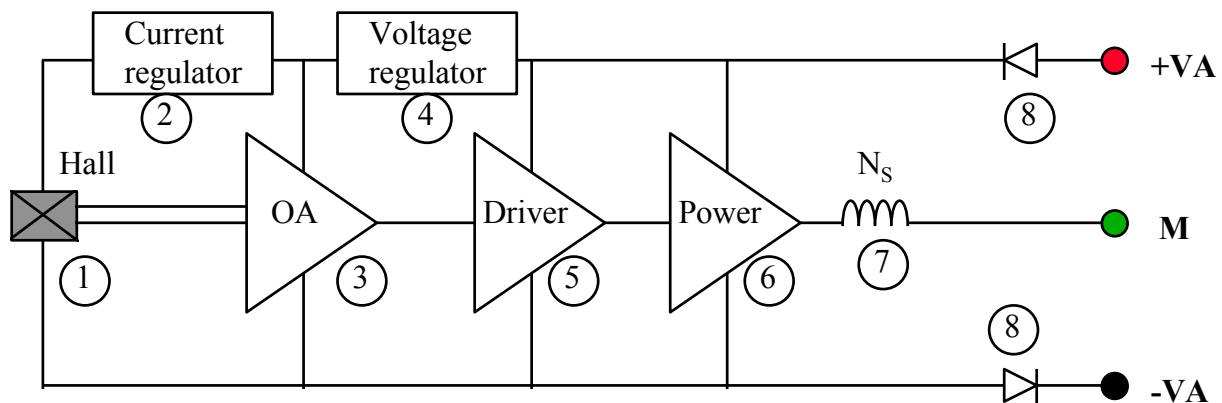 Current
regulator
2
Voltage
regulator
4
+VA
8
Hall
1
OA
3
Driver
5
Power
6
NS
7
M
8
-VA